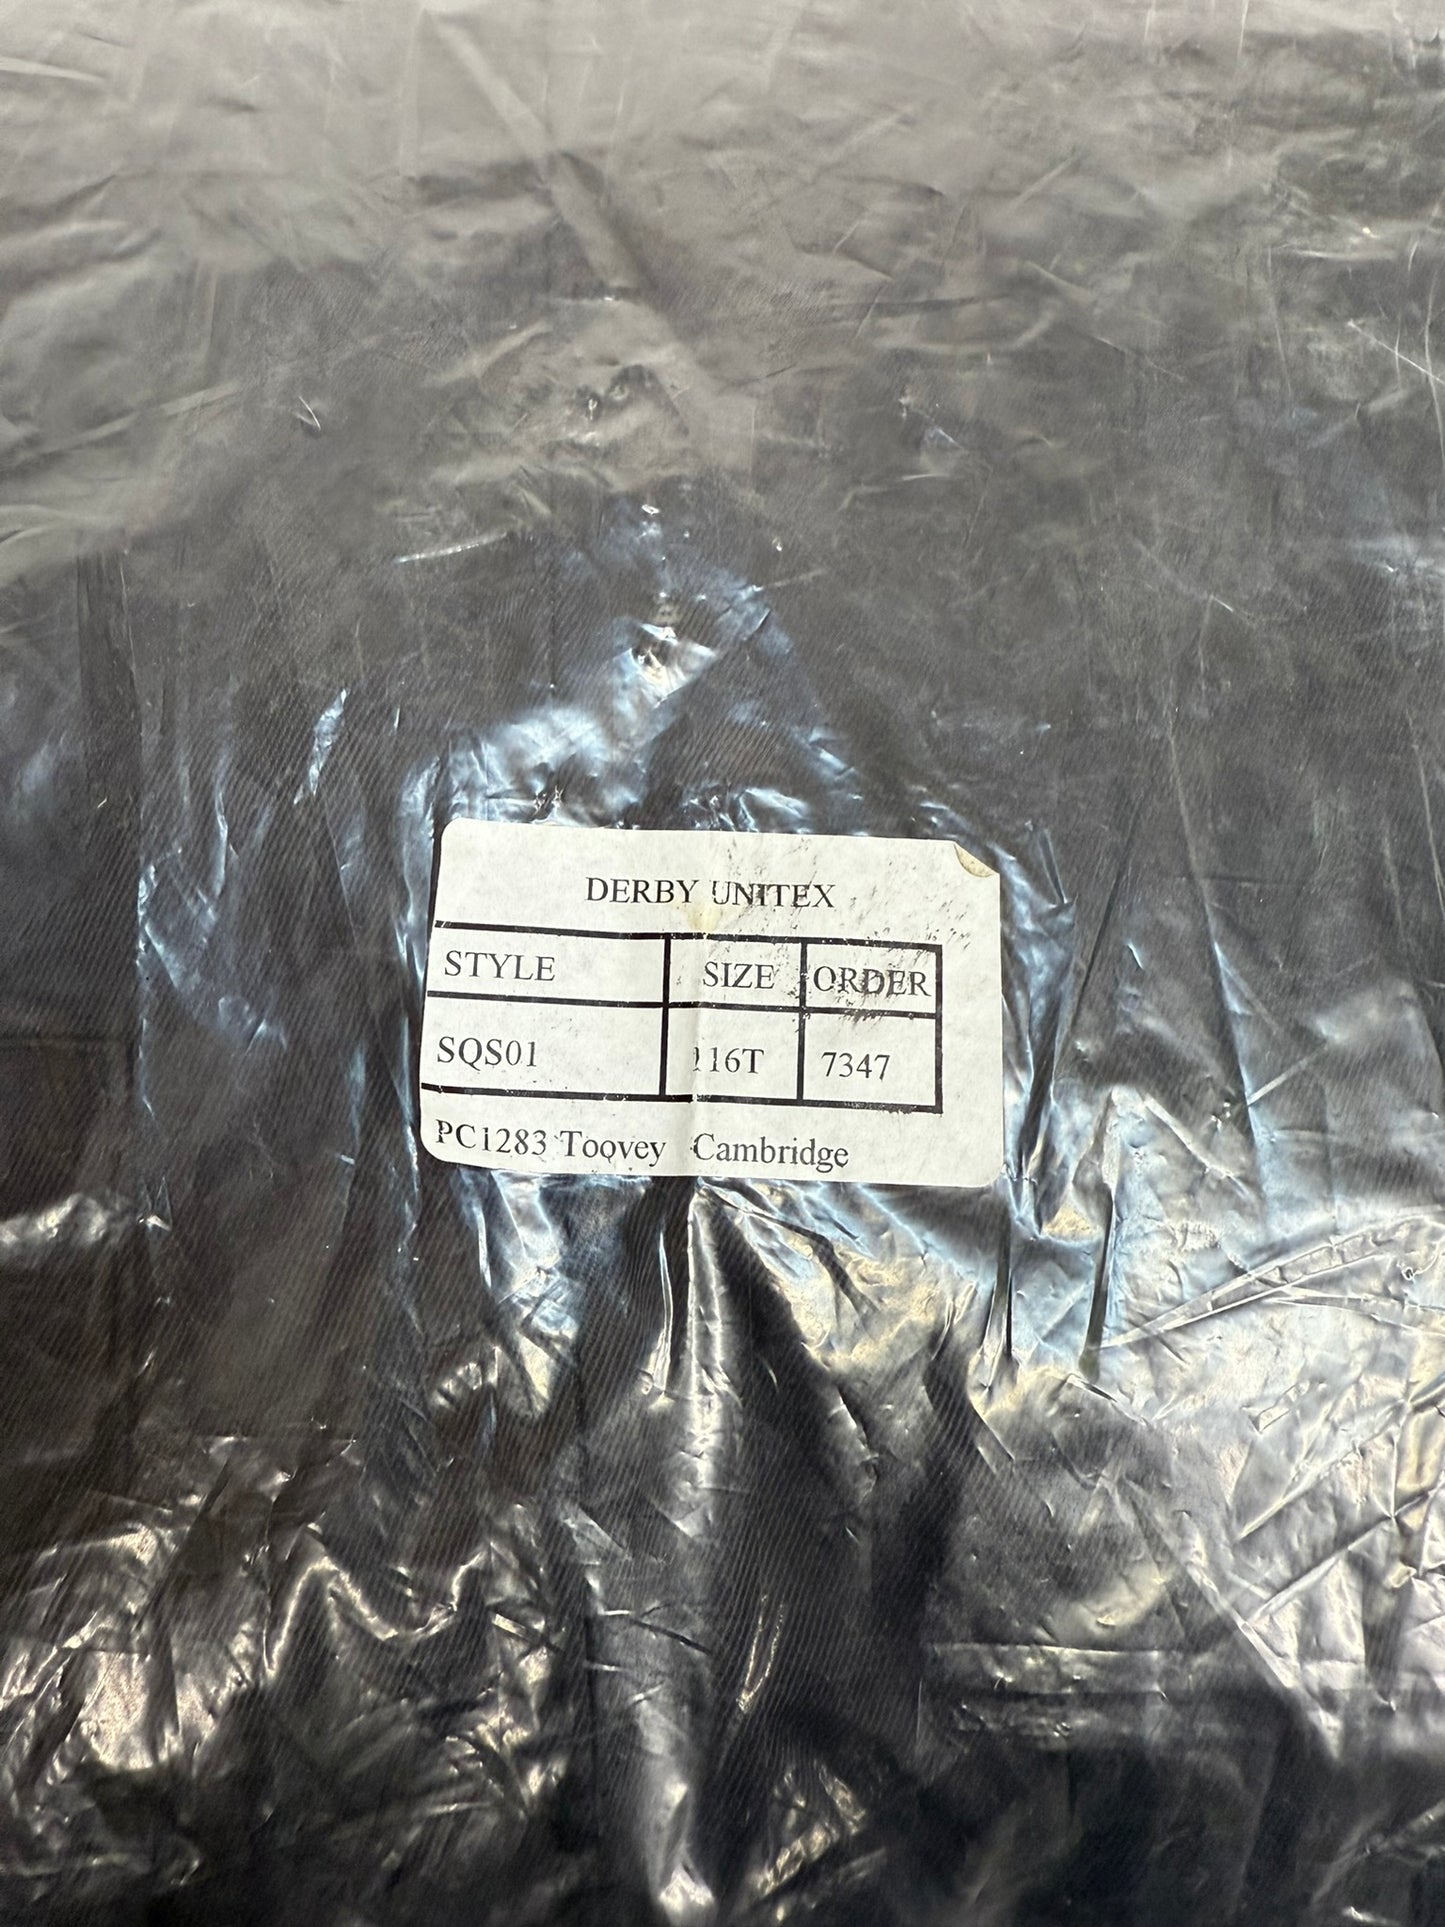 DERBY UNITEX
STYLE SIZE ORDER
SQS01 116T 7347
PC1283 Toovey Cambridge